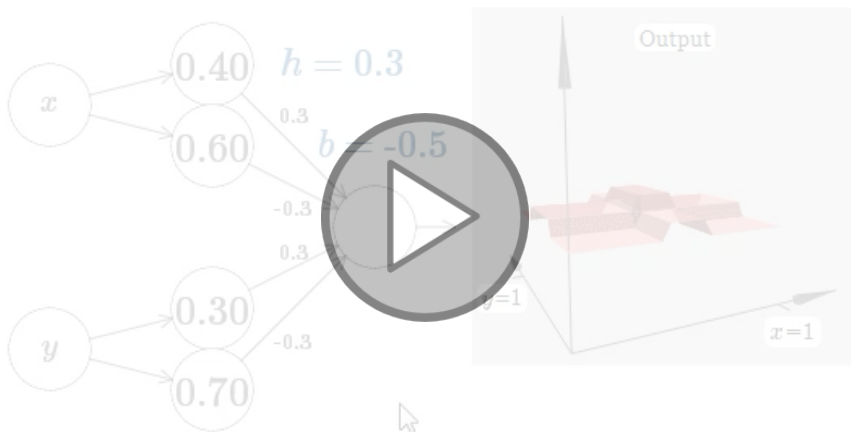 0.40
h = 0.3
Output
x
0.3
0.60
b = -0.5
-0.3
0.3
0.30
y=1
x=1
y
-0.3
0.70